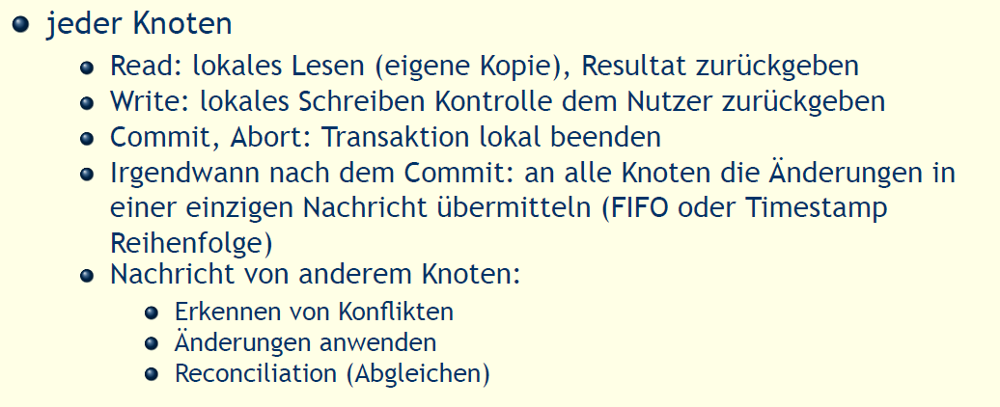 jeder Knoten
Read: lokales Lesen (eigene Kopie), Resultat zurückgeben
Write: lokales Schreiben Kontrolle dem Nutzer zurückgeben
Commit, Abort: Transaktion lokal beenden
Irgendwann nach dem Commit: an alle Knoten die Änderungen in
einer einzigen Nachricht übermitteln (FIFO oder Timestamp
Reihenfolge)
Nachricht von anderem Knoten:
Erkennen von Konflikten
Änderungen anwenden
Reconciliation (Abgleichen)